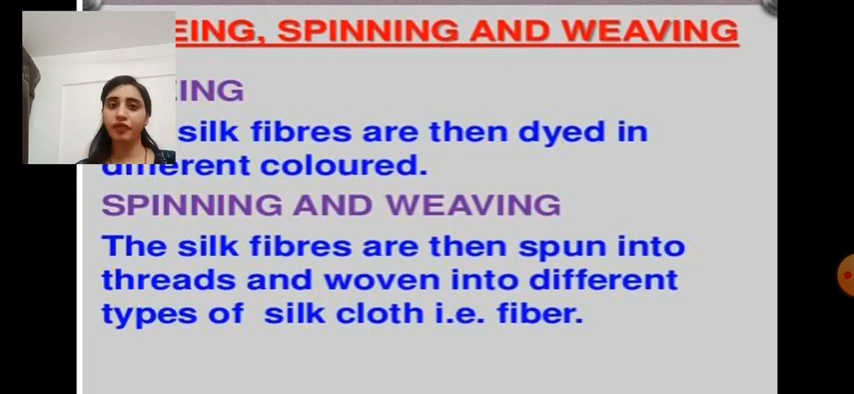 EING, SPINNING AND WEAVING
EING
silk fibres are then dyed in
different coloured.
SPINNING AND WEAVING
The silk fibres are then spun into
threads and woven into different
types of silk cloth i.e. fiber.